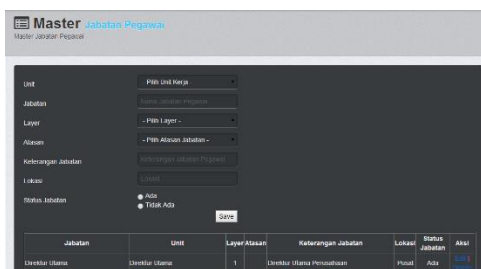 Master Jabatan Pegawai
Master Jabatan Pegawai
Unit
Pilih Unit Kerja
Jabatan
Nama Jabatan Pegawai
Layer
- Pilih Layer -
Atasan
- Pilih Atasan Jabatan -
Keterangan Jabatan
Keterangan Jabatan Pegawai
Lokasi
Lokasi
Status Jabatan
Ada
Tidak Ada
Save
Jabatan Unit Layer Atasan Keterangan Jabatan Lokasi Status Jabatan Aksi
Direktur Utama Direktur Utama 1 Direktur Utama Perusahaan Pusat Ada Edit |